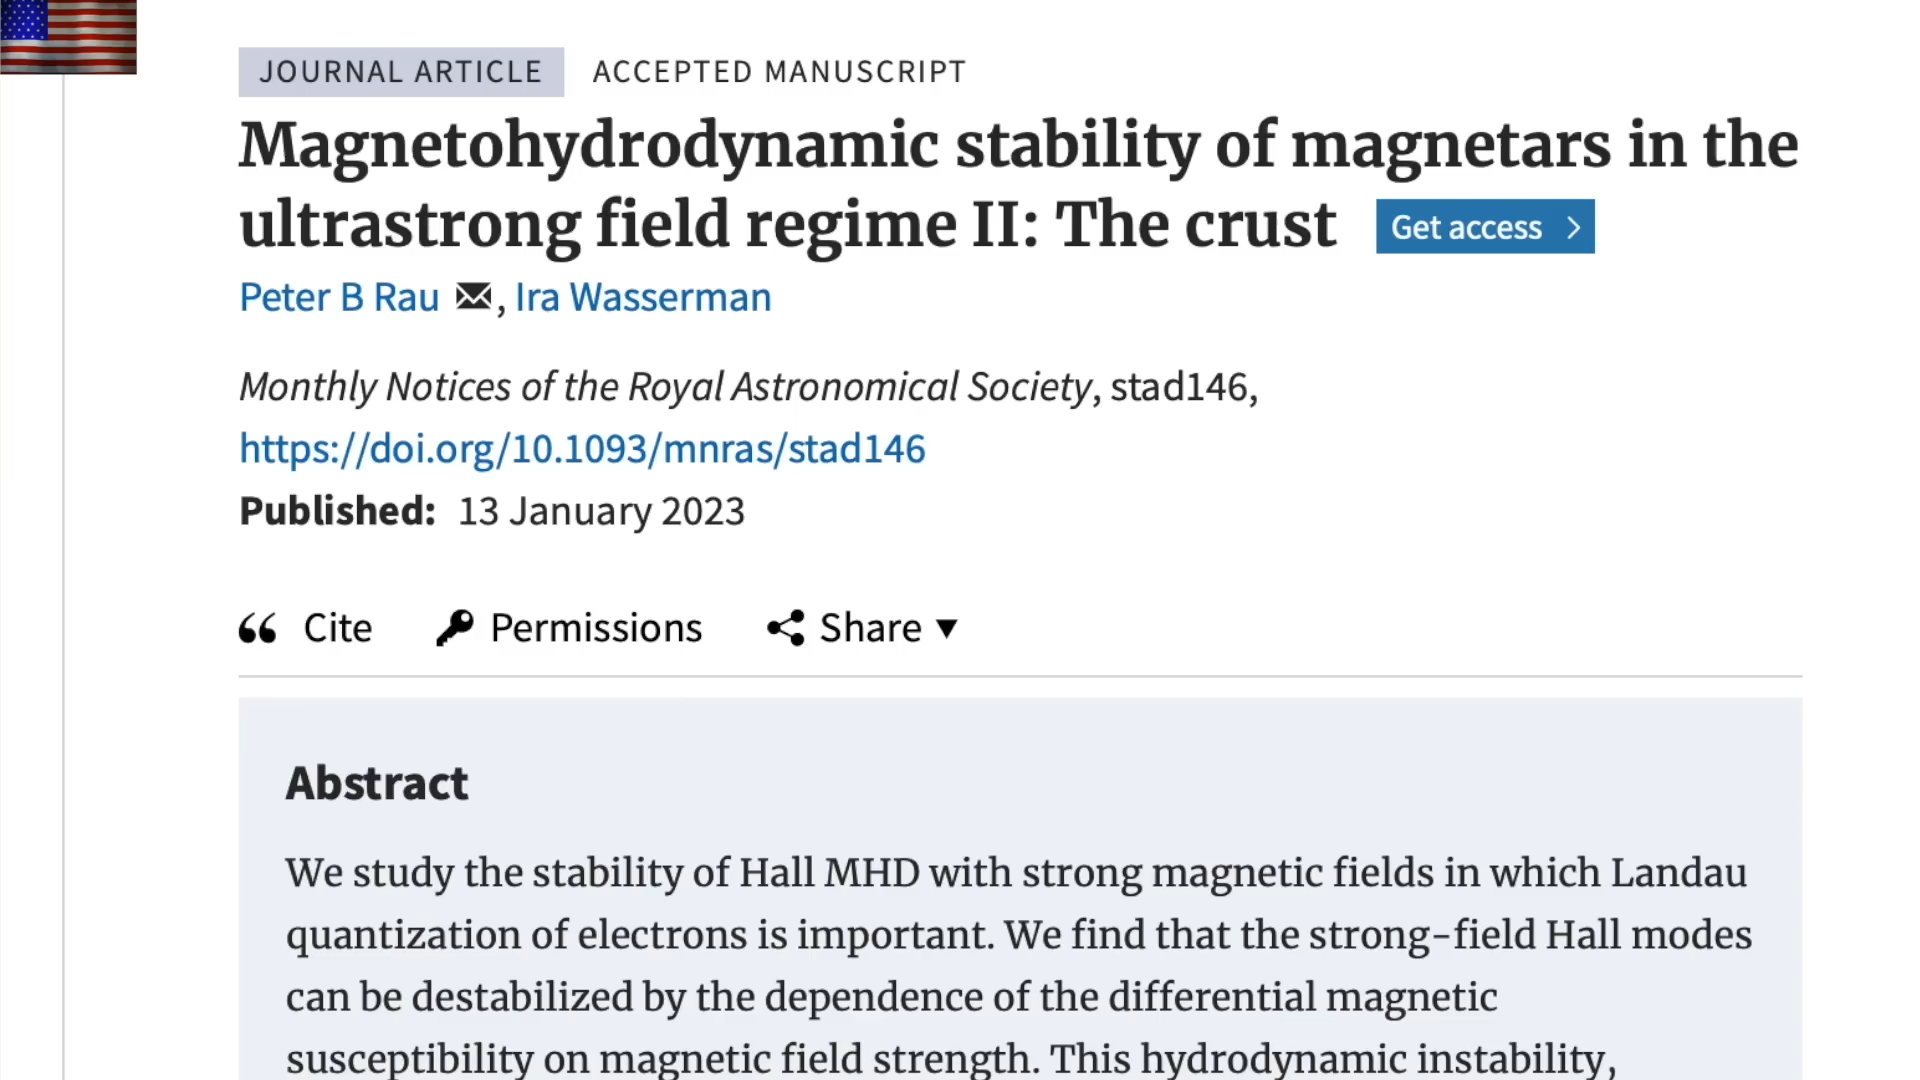 JOURNAL ARTICLE ACCEPTED MANUSCRIPT
Magnetohydrodynamic stability of magnetars in the
ultrastrong field regime II: The crust Get access >
Peter B Rau , Ira Wasserman
Monthly Notices of the Royal Astronomical Society, stad146,
https://doi.org/10.1093/mnras/stad146
Published: 13 January 2023
Cite Permissions Share ▼
Abstract
We study the stability of Hall MHD with strong magnetic fields in which Landau
quantization of electrons is important. We find that the strong-field Hall modes
can be destabilized by the dependence of the differential magnetic
susceptibility on magnetic field strength. This hydrodynamic instability,